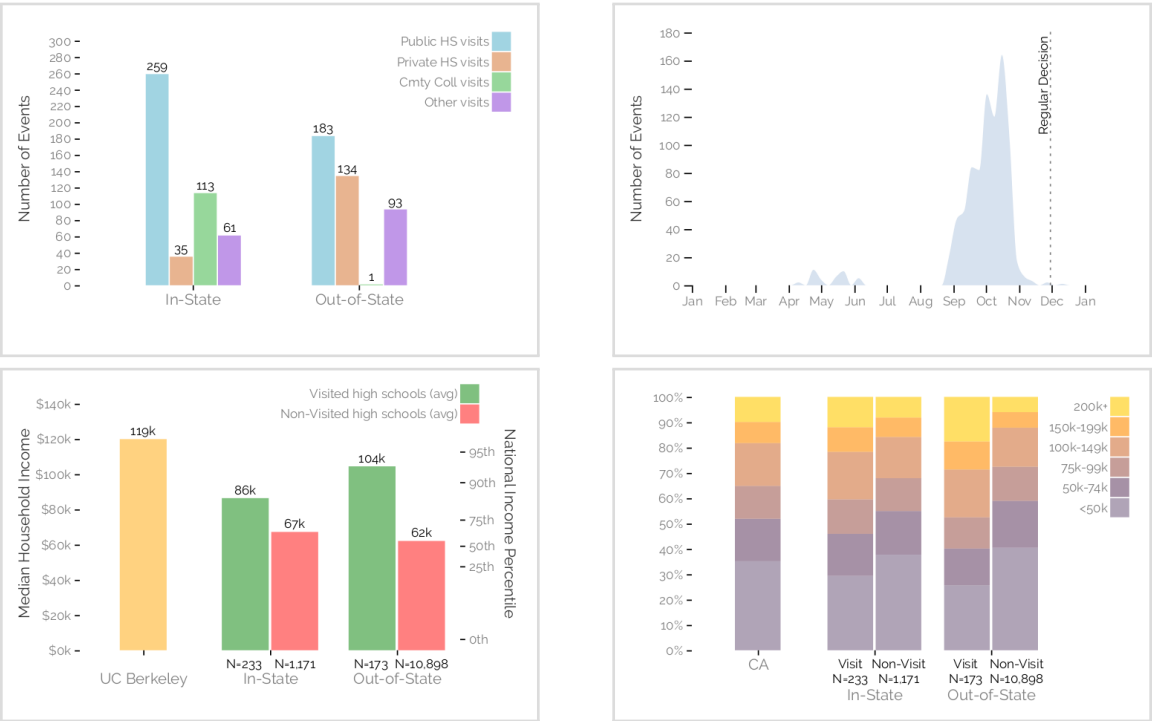 300
280
260
240
220
200
180
160
140
120
100
80
60
40
20
0
Number of Events
Public HS visits
Private HS visits
Cmty Coll visits
Other visits
259
35
113
61
183
134
1
93
In-State
Out-of-State
180
160
140
120
100
80
60
40
20
0
Number of Events
Regular Decision
Jan Feb Mar Apr May Jun Jul Aug Sep Oct Nov Dec Jan
$140k
$120k
$100k
$80k
$60k
$40k
$20k
$0k
Median Household Income
Visited high schools (avg)
Non-Visited high schools (avg)
119k
86k
67k
104k
62k
95th
90th
75th
50th
25th
0th
National Income Percentile
N=233 N=1,171 N=173 N=10,898
UC Berkeley In-State Out-of-State
100%
90%
80%
70%
60%
50%
40%
30%
20%
10%
0%
200k+
150k-199k
100k-149k
75k-99k
50k-74k
<50k
CA Visit Non-Visit Visit Non-Visit
N=233 N=1,171 N=173 N=10,898
In-State Out-of-State